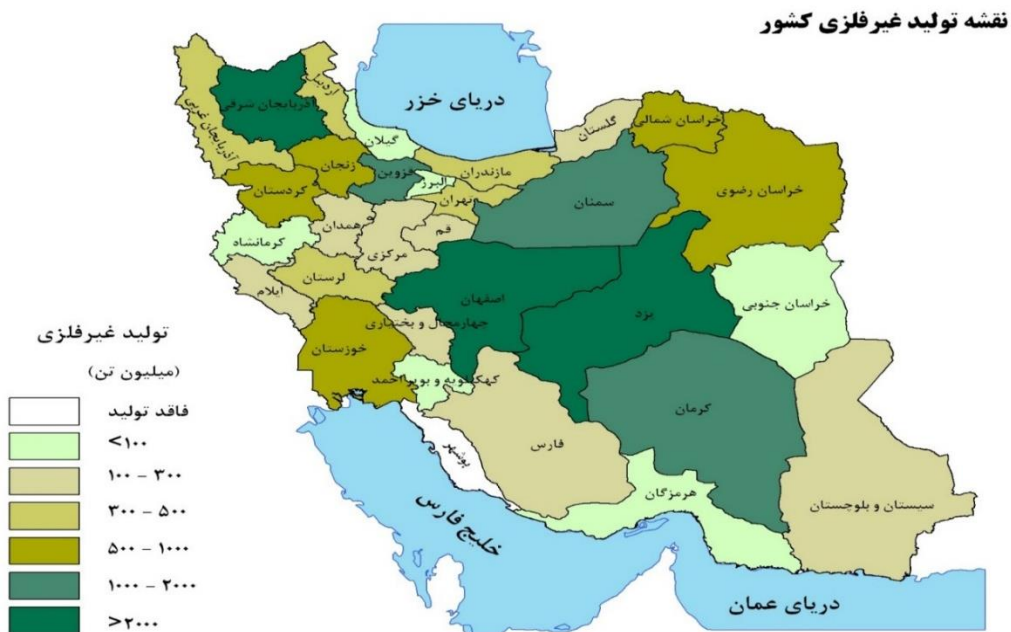 نقشه تولید غیرفلزی کشور
دریای خزر
آذربایجان شرقی
اردبیل
آذربایجان غربی
گیلان
گلستان
خراسان شمالی
زنجان
قزوین
البرز
مازندران
خراسان رضوی
کردستان
تهران
سمنان
همدان
قم
کرمانشاه
مرکزی
ایلام
لرستان
اصفهان
یزد
خراسان جنوبی
چهارمحال و بختیاری
خوزستان
کهکیلویه و بویراحمد
کرمان
فارس
بوشهر
هرمزگان
سیستان و بلوچستان
خلیج فارس
دریای عمان
تولید غیرفلزی
(میلیون تن)
فاقد تولید
<۱۰۰
۱۰۰ - ۳۰۰
۳۰۰ - ۵۰۰
۵۰۰ - ۱۰۰۰
۱۰۰۰ - ۲۰۰۰
>۲۰۰۰